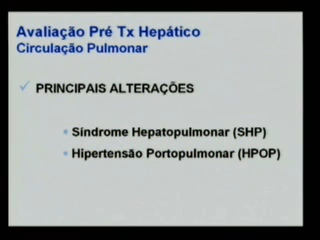 Avaliação Pré Tx Hepático
Circulação Pulmonar
PRINCIPAIS ALTERAÇÕES
Síndrome Hepatopulmonar (SHP)
Hipertensão Portopulmonar (HPOP)